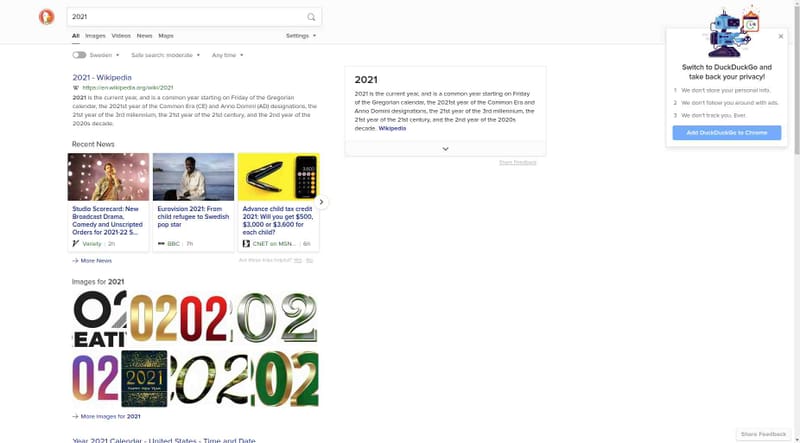 2021
All Images Videos News Maps
Settings
Sweden
Safe search: moderate
Any time
2021 - Wikipedia
W https://en.wikipedia.org/wiki/2021
2021 is the current year, and is a common year starting on Friday of the Gregorian
calendar, the 2021st year of the Common Era (CE) and Anno Domini (AD) designations, the
21st year of the 3rd millennium, the 21st year of the 21st century, and the 2nd year of the
2020s decade.
Recent News
Studio Scorecard: New
Broadcast Drama,
Comedy and Unscripted
Orders for 2021-22 S...
Variety | 2h
Eurovision 2021: From
child refugee to Swedish
pop star
BBC | 7h
Advance child tax credit
2021: Will you get $500,
$3,000 or $3,600 for
each child?
CNET on MSN... | 6h
→ More News
Are these links helpful? Yes No
Images for 2021
EATI
2021
→ More Images for 2021
Year 2021 Calendar - United States - Time and Date
2021
2021 is the current year, and is a common year starting on Friday
of the Gregorian calendar, the 2021st year of the Common Era and
Anno Domini designations, the 21st year of the 3rd millennium, the
21st year of the 21st century, and the 2nd year of the 2020s
decade. Wikipedia
Share Feedback
Switch to DuckDuckGo and
take back your privacy!
1 We don't store your personal info.
2 We don't follow you around with ads.
3 We don't track you. Ever.
Add DuckDuckGo to Chrome
Share Feedback